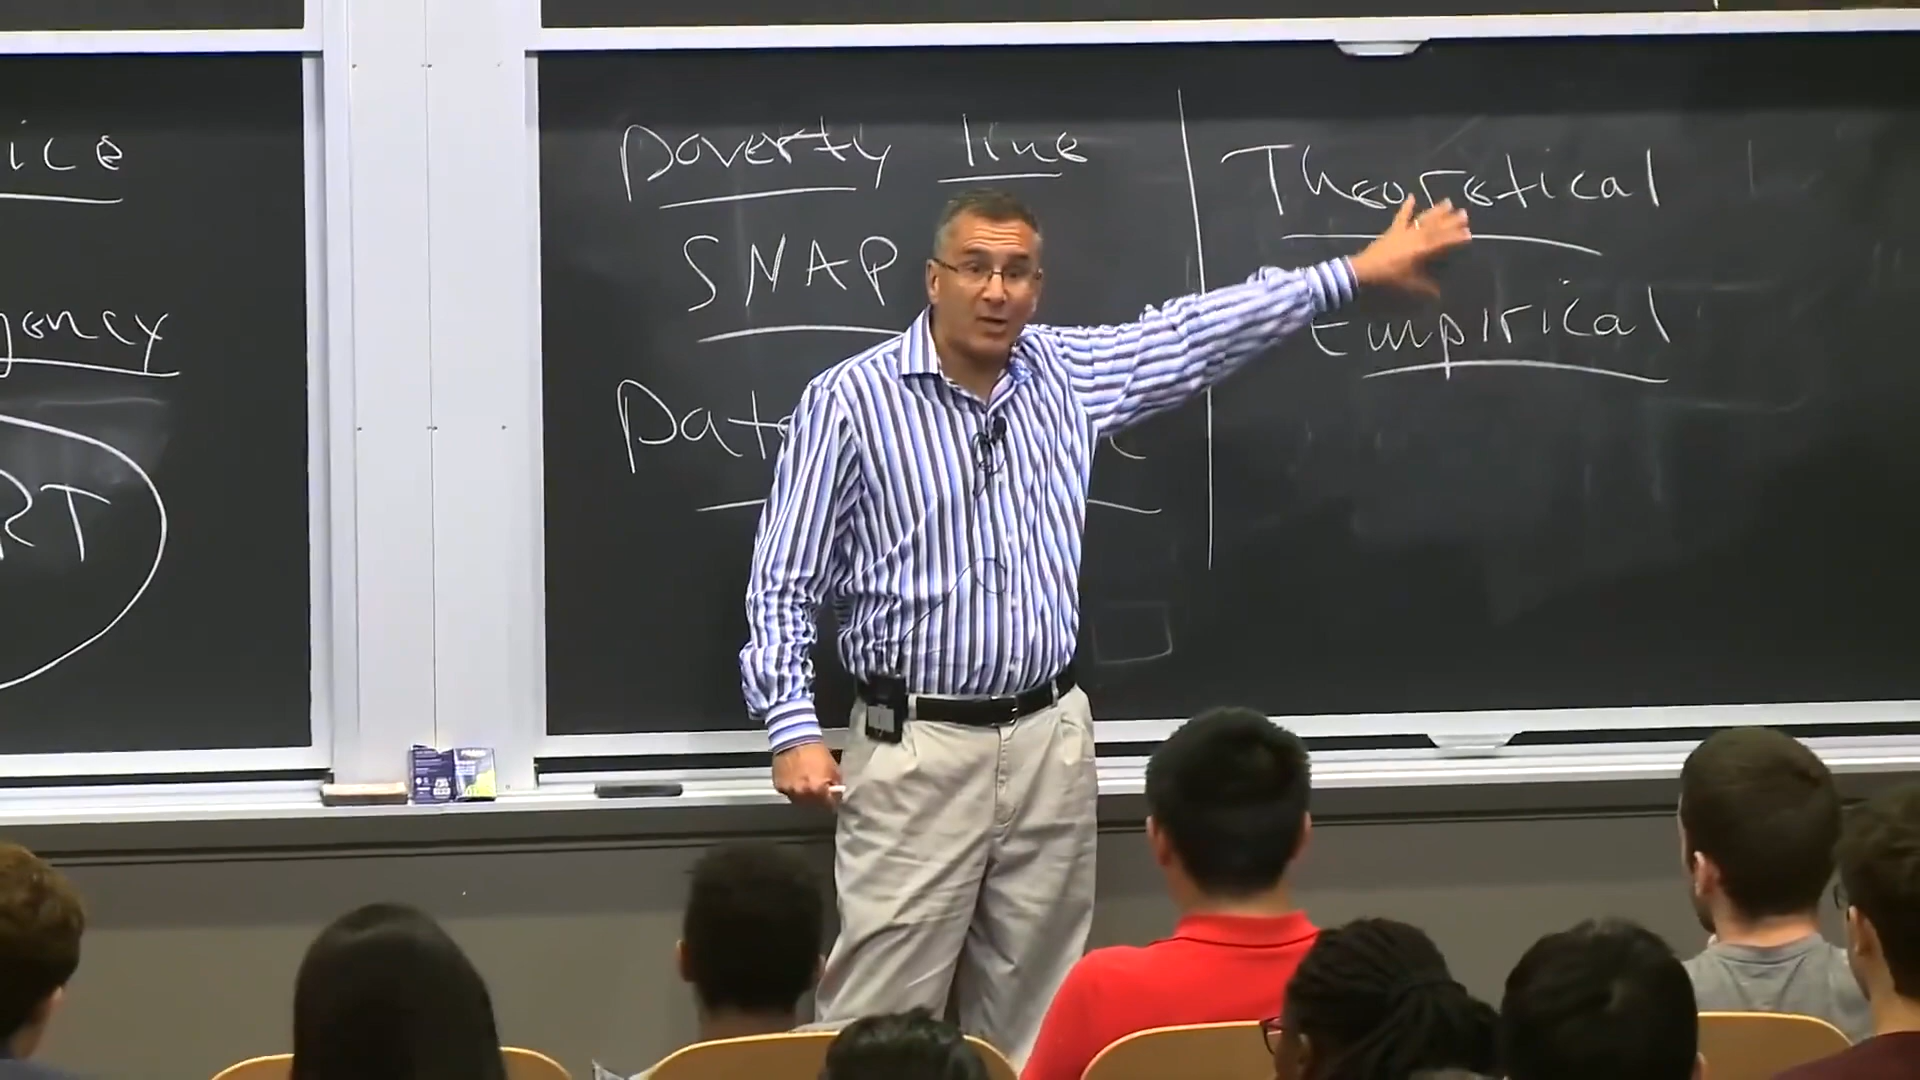 ice
gency
RT
Poverty line
SNAP
Theoretical
Empirical